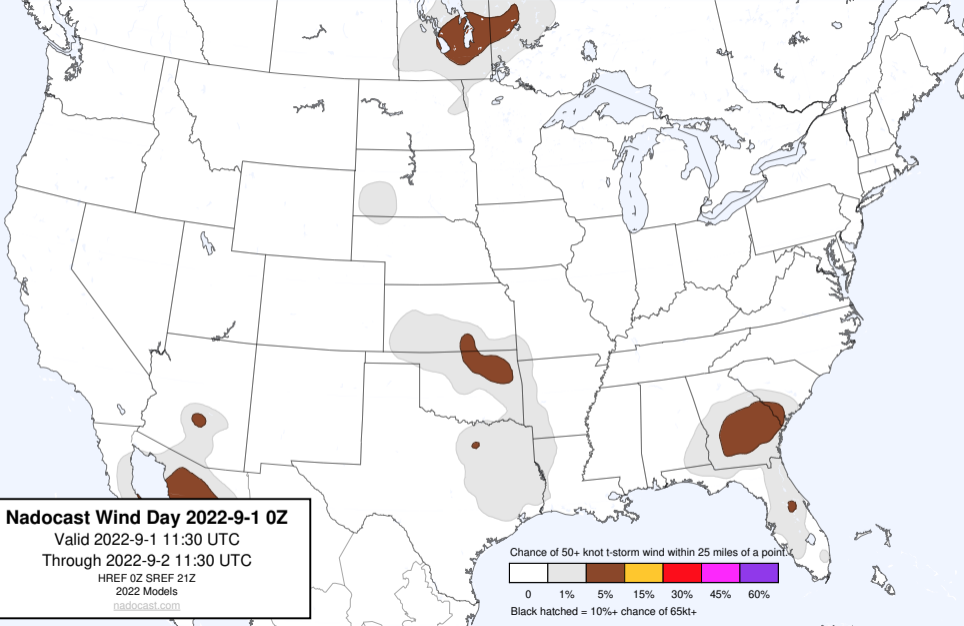 Nadocast Wind Day 2022-9-1 0Z
Valid 2022-9-1 11:30 UTC
Through 2022-9-2 11:30 UTC
HREF 0Z SREF 21Z
2022 Models
nadocast.com
Chance of 50+ knot t-storm wind within 25 miles of a point.
0 1% 5% 15% 30% 45% 60%
Black hatched = 10%+ chance of 65kt+